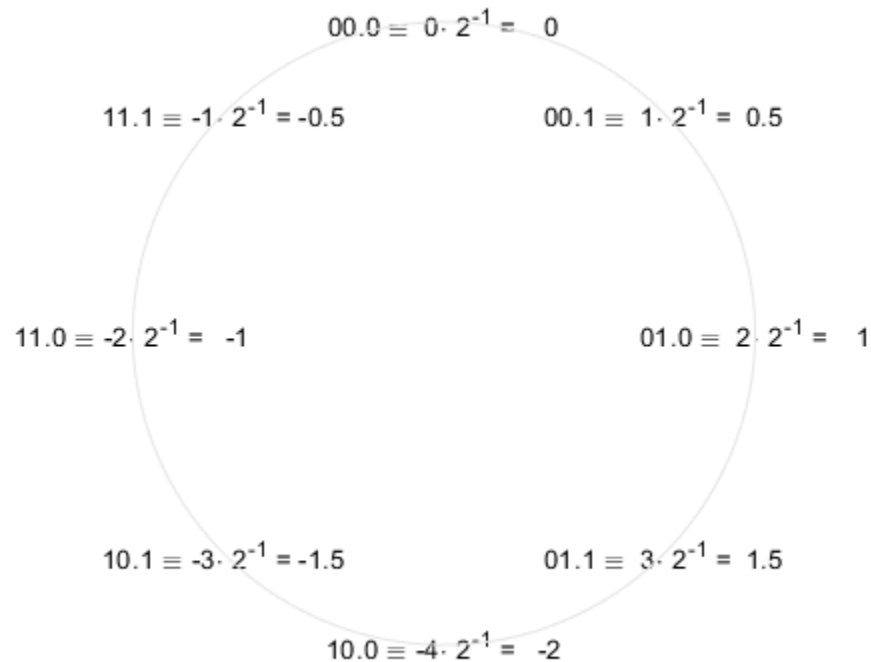 00.0 ≡ 0· 2⁻¹ = 0
11.1 ≡ -1· 2⁻¹ = -0.5
00.1 ≡ 1· 2⁻¹ = 0.5
11.0 ≡ -2· 2⁻¹ = -1
01.0 ≡ 2· 2⁻¹ = 1
10.1 ≡ -3· 2⁻¹ = -1.5
01.1 ≡ 3· 2⁻¹ = 1.5
10.0 ≡ -4· 2⁻¹ = -2